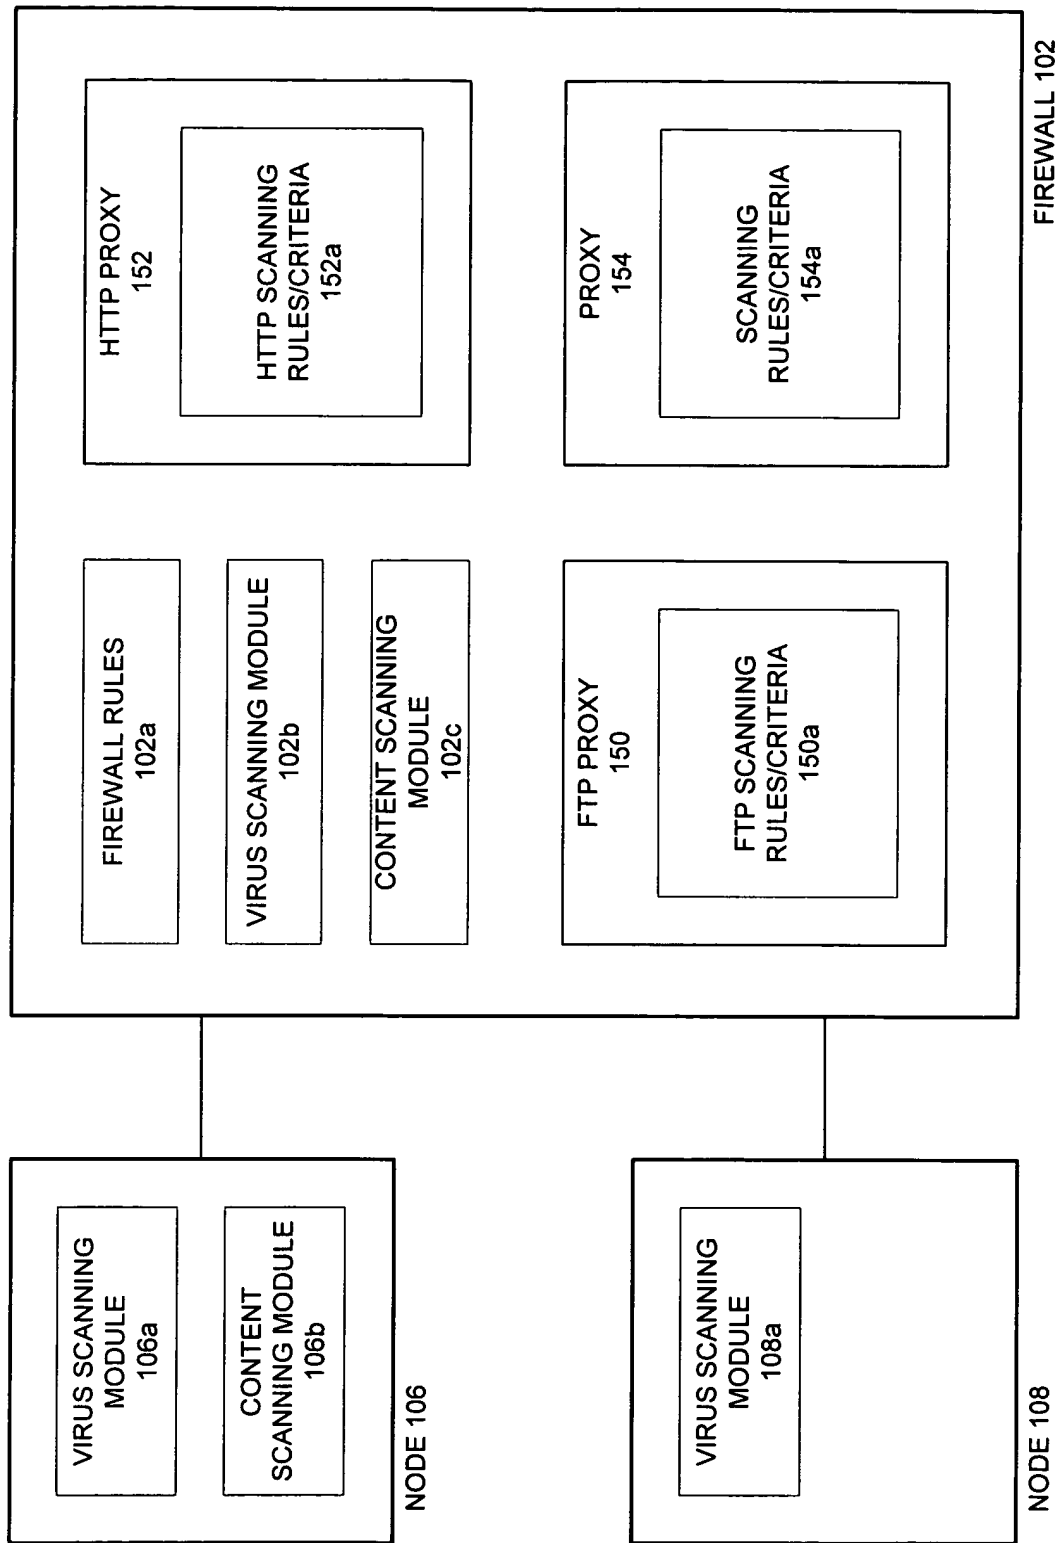 VIRUS SCANNING
MODULE
106a
CONTENT
SCANNING MODULE
106b
NODE 106
VIRUS SCANNING
MODULE
108a
NODE 108
FIREWALL RULES
102a
VIRUS SCANNING MODULE
102b
CONTENT SCANNING
MODULE
102c
HTTP PROXY
152
HTTP SCANNING
RULES/CRITERIA
152a
FTP PROXY
150
FTP SCANNING
RULES/CRITERIA
150a
PROXY
154
SCANNING
RULES/CRITERIA
154a
FIREWALL 102